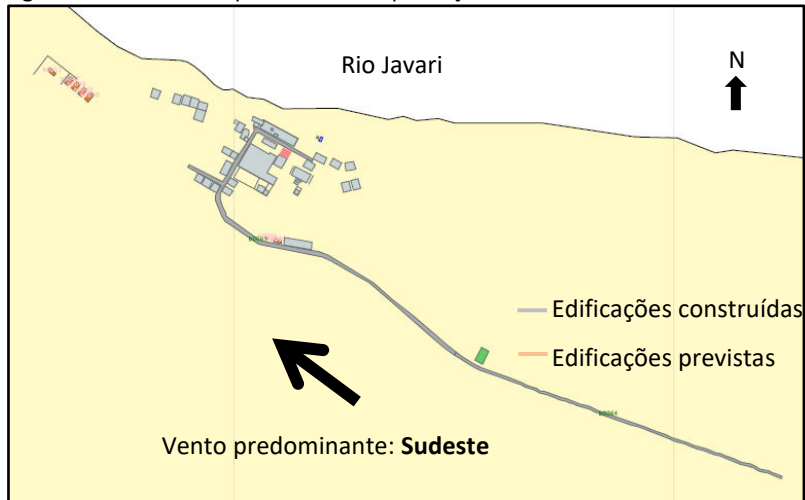 Rio Javari
N
Edificações construídas
Edificações previstas
Vento predominante: Sudeste